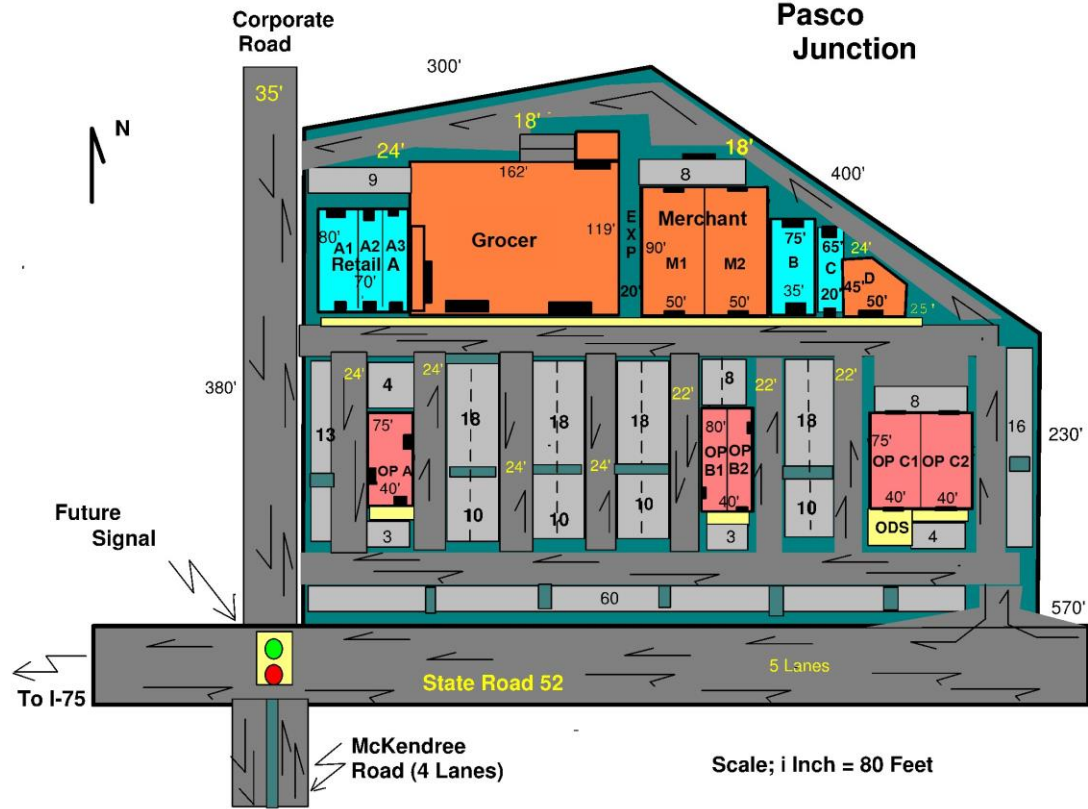 Pasco
Junction
Corporate
Road
300'
35'
18'
N
24'
18'
162'
9
8
400'
80'
A1
A2
A3
Retail
A
70'
Grocer
119'
EXP
20'
Merchant
90'
M1
M2
50'
50'
75'
B
35'
65'
C
20'
24'
45'
D
50'
25'
380'
24'
4
24'
18
18
18
22'
8
22'
18
22'
8
13
75'
OP A
40'
24'
24'
80'
OP
B1
OP
B2
40'
75'
OP C1
OP C2
40'
40'
16
230'
10
10
10
10
3
3
ODS
4
Future
Signal
60
570'
To I-75
State Road 52
5 Lanes
McKendree
Road (4 Lanes)
Scale; i Inch = 80 Feet